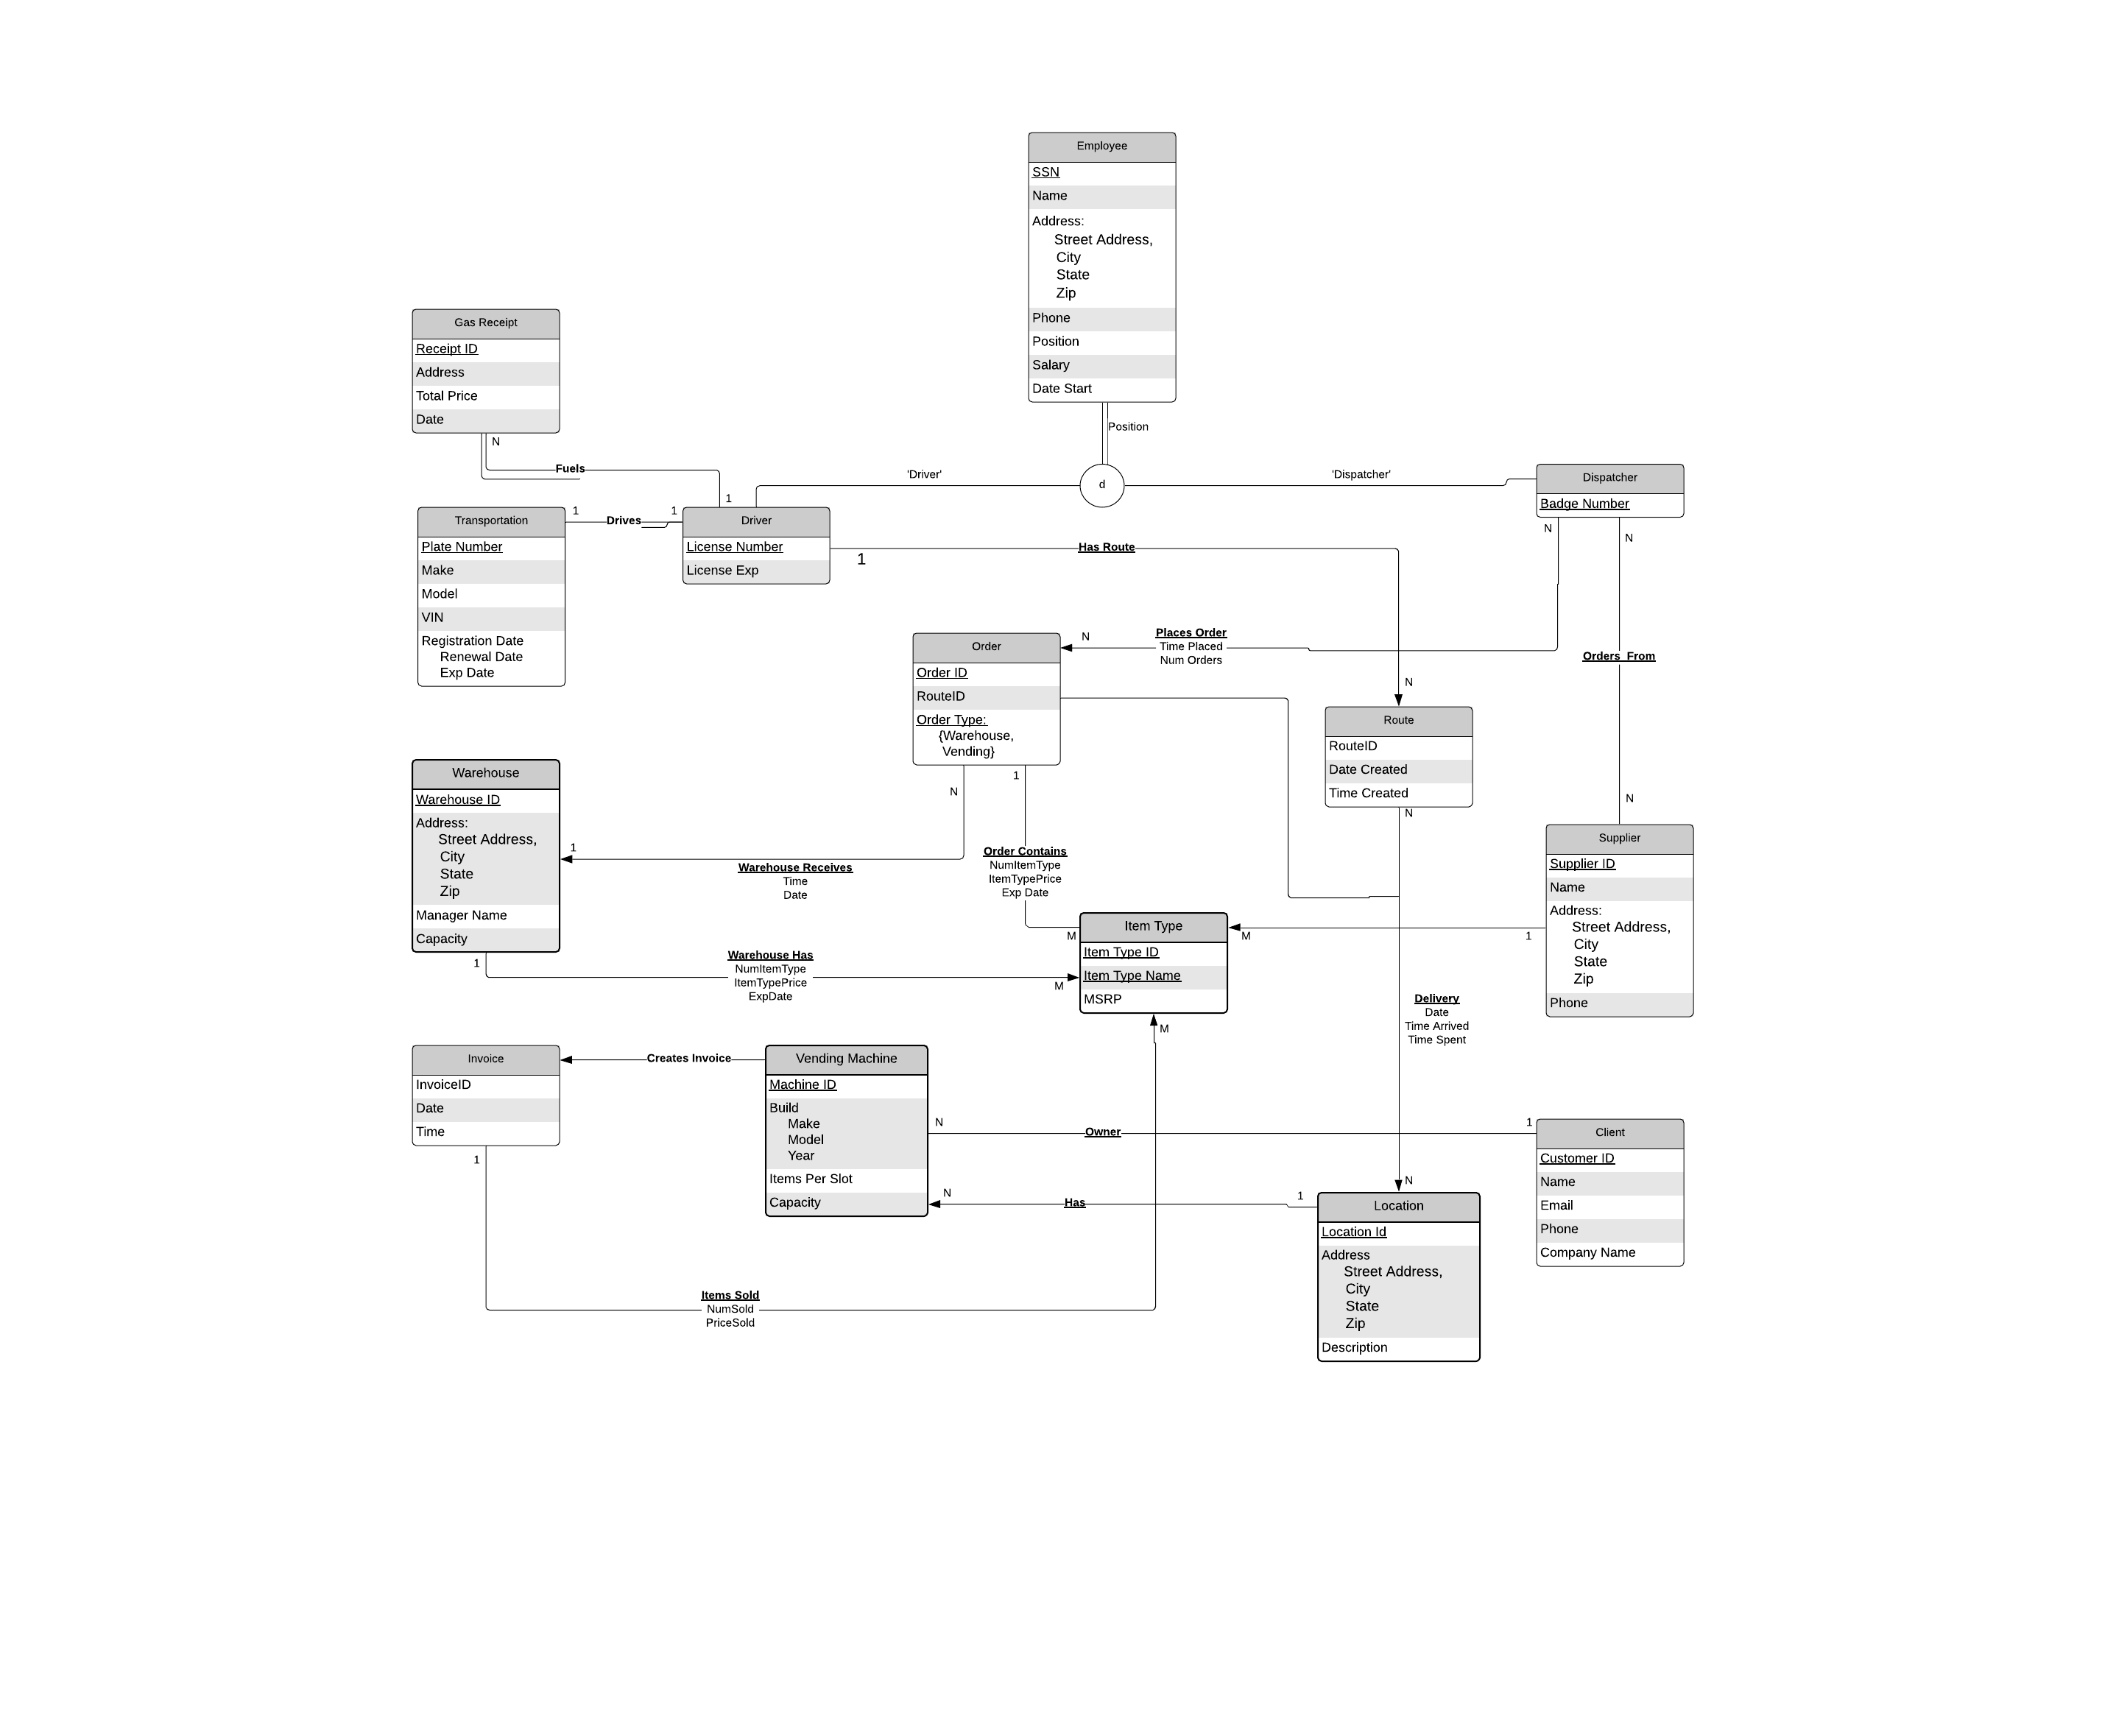 Employee
SSN
Name
Address:
Street Address,
City
State
Zip
Phone
Position
Salary
Date Start
Position
'Driver'
d
'Dispatcher'
Gas Receipt
Receipt ID
Address
Total Price
Date
N
Fuels
1
Transportation
Plate Number
Make
Model
VIN
Registration Date
Renewal Date
Exp Date
1
Drives
1
Driver
License Number
License Exp
1
Has Route
N
Dispatcher
Badge Number
N
N
Orders From
N
Places Order
Time Placed
Num Orders
N
Order
Order ID
RouteID
Order Type:
{Warehouse,
Vending}
N
1
Route
RouteID
Date Created
Time Created
N
Warehouse
Warehouse ID
Address:
Street Address,
City
State
Zip
Manager Name
Capacity
1
Warehouse Receives
Time
Date
Order Contains
NumItemType
ItemTypePrice
Exp Date
M
Supplier
Supplier ID
Name
Address:
Street Address,
City
State
Zip
Phone
1
M
Item Type
Item Type ID
Item Type Name
MSRP
1
Warehouse Has
NumItemType
ItemTypePrice
ExpDate
M
M
Delivery
Date
Time Arrived
Time Spent
N
Invoice
InvoiceID
Date
Time
1
Creates Invoice
Vending Machine
Machine ID
Build
Make
Model
Year
Items Per Slot
Capacity
N
Owner
1
N
Has
1
Client
Customer ID
Name
Email
Phone
Company Name
Location
Location Id
Address
Street Address,
City
State
Zip
Description
Items Sold
NumSold
PriceSold